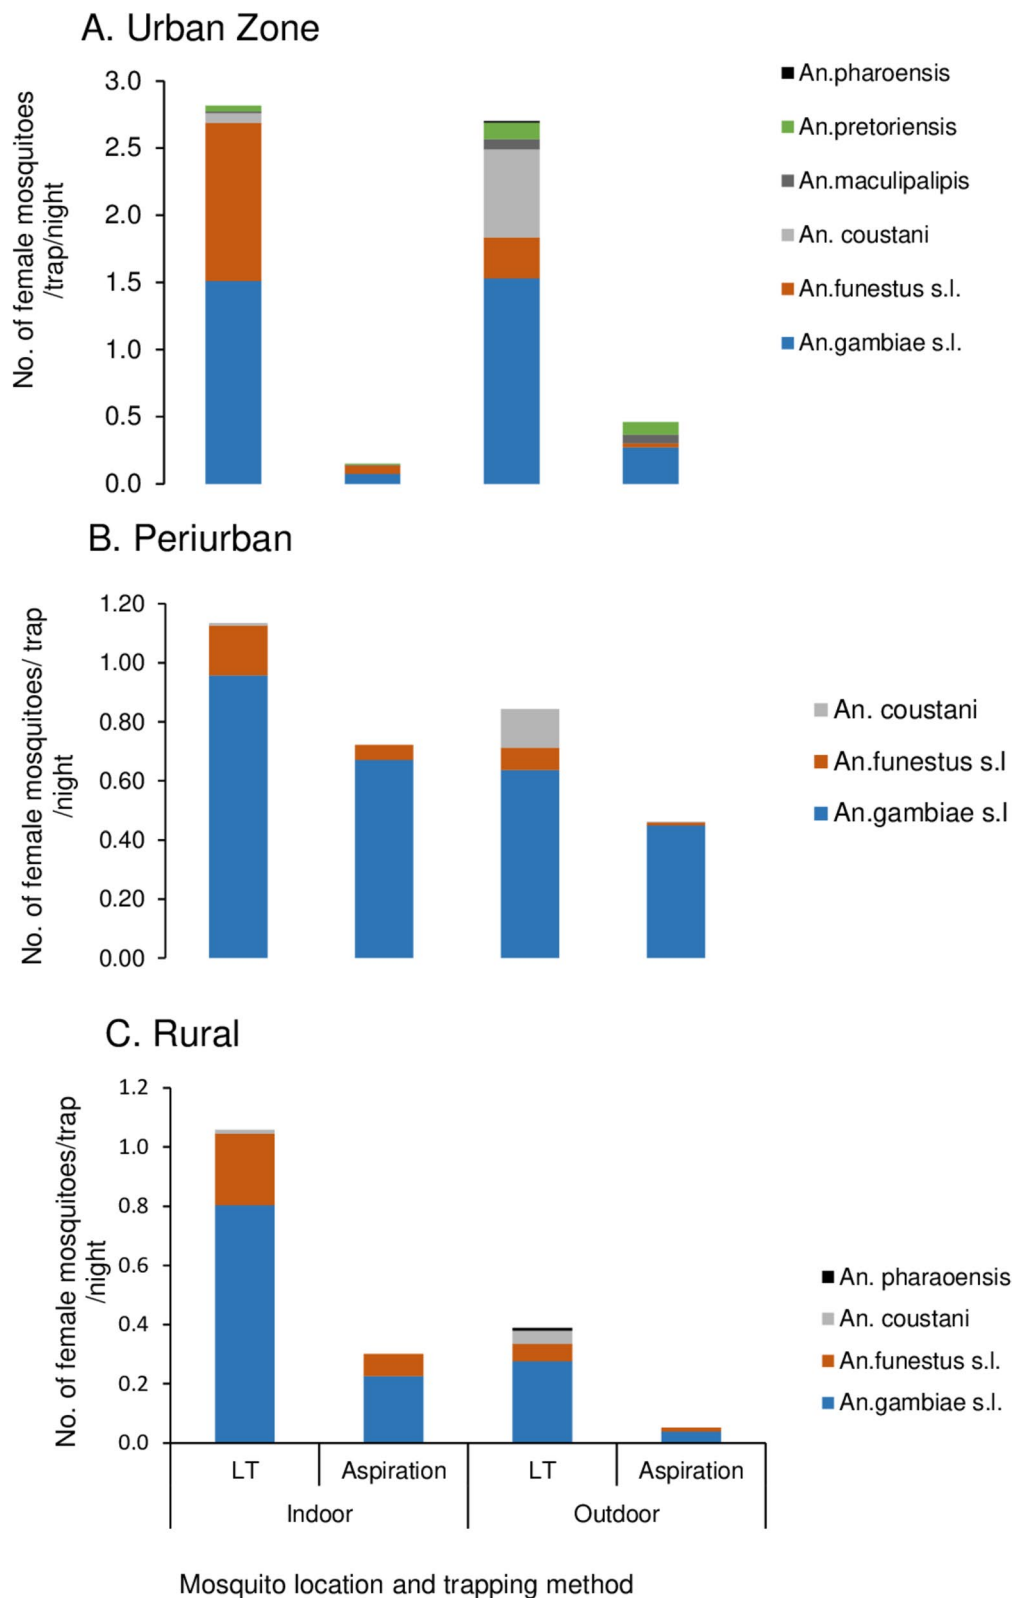 A. Urban Zone
No. of female mosquitoes
/trap/night
3.0
2.5
2.0
1.5
1.0
0.5
0.0
An.pharoensis
An.pretoriensis
An.maculipalipis
An. coustani
An.funestus s.l.
An.gambiae s.l.
B. Periurban
No. of female mosquitoes/ trap
/night
1.20
1.00
0.80
0.60
0.40
0.20
0.00
An. coustani
An.funestus s.l
An.gambiae s.l
C. Rural
No. of female mosquitoes/trap
/night
1.2
1.0
0.8
0.6
0.4
0.2
0.0
An. pharaoensis
An. coustani
An.funestus s.l.
An.gambiae s.l.
LT Aspiration LT Aspiration
Indoor Outdoor
Mosquito location and trapping method